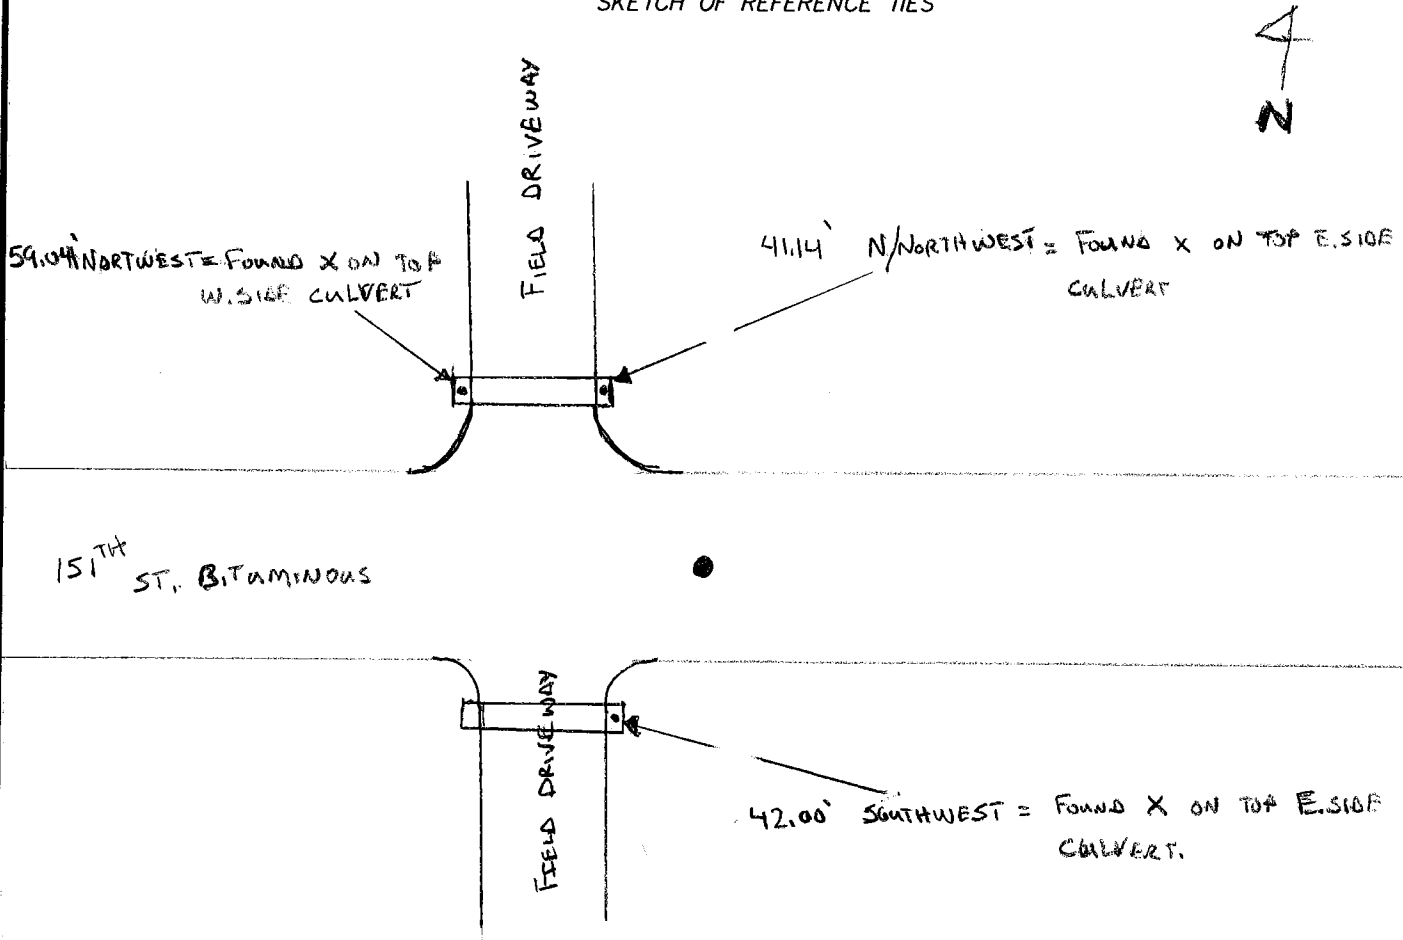 SKETCH OF REFERENCE TIES
N
FIELD DRIVEWAY
59.04' NORTWEST = FOUND X ON TOP
W. SIDE CULVERT
41.14' N/NORTHWEST = FOUND X ON TOP E. SIDE
CULVERT
151TH ST. BITUMINOUS
FIELD DRIVEWAY
42.00' SOUTHWEST = FOUND X ON TOP E. SIDE
CULVERT.